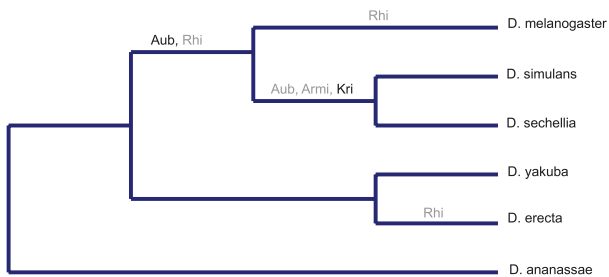 Rhi
D. melanogaster
Aub, Rhi
D. simulans
Aub, Armi, Kri
D. sechellia
D. yakuba
Rhi
D. erecta
D. ananassae